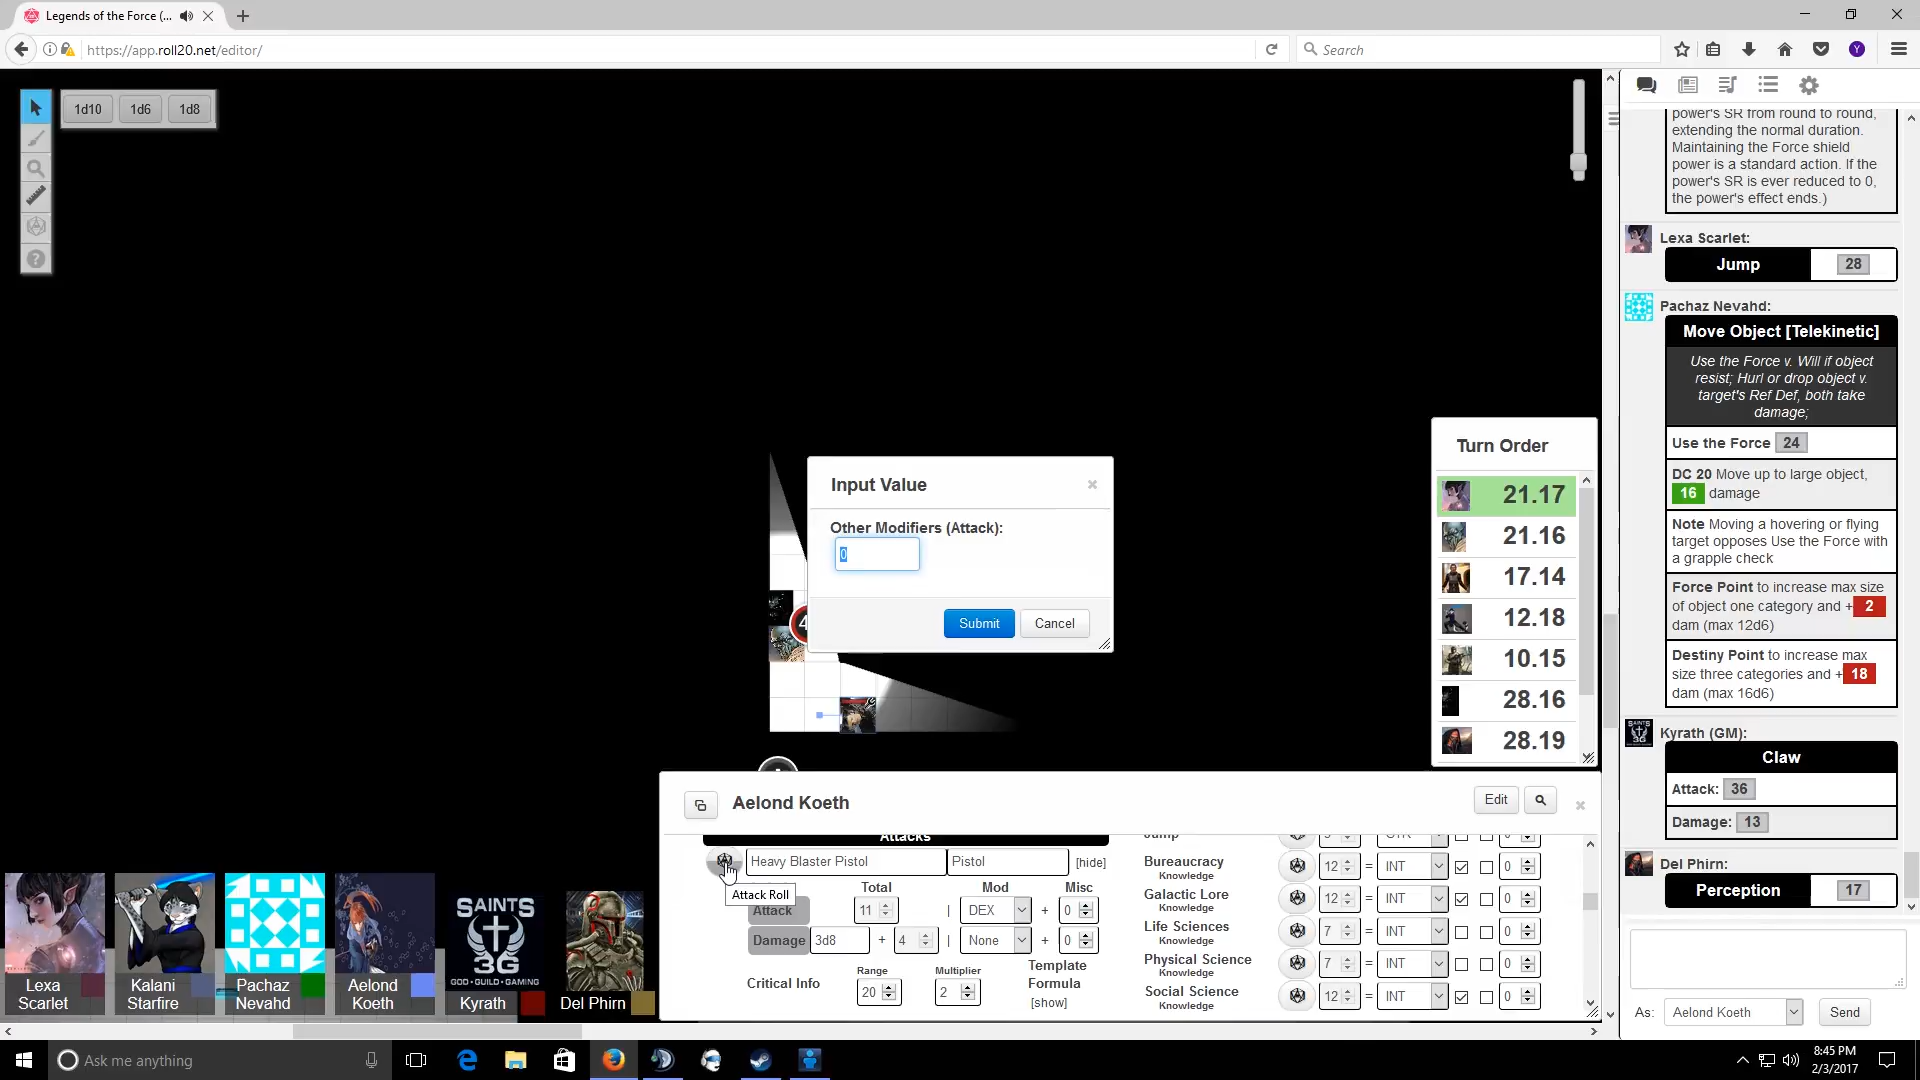 Legends of the Force (...
https://app.roll20.net/editor/
Search
1d10
1d6
1d8
power's SR from round to round,
extending the normal duration.
Maintaining the Force shield
power is a standard action. If the
power's SR is ever reduced to 0,
the power's effect ends.)
Lexa Scarlet:
Jump 28
Pachaz Nevahd:
Move Object [Telekinetic]
Use the Force v. Will if object
resist; Hurl or drop object v.
target's Ref Def, both take
damage;
Use the Force 24
DC 20 Move up to large object,
16 damage
Note Moving a hovering or flying
target opposes Use the Force with
a grapple check
Force Point to increase max size
of object one category and + 2
dam (max 12d6)
Destiny Point to increase max
size three categories and + 18
dam (max 16d6)
Kyrath (GM):
Claw
Attack: 36
Damage: 13
Del Phirn:
Perception 17
As: Aelond Koeth Send
Input Value
Other Modifiers (Attack):
0
Submit Cancel
4
Turn Order
21.17
21.16
17.14
12.18
10.15
28.16
28.19
Aelond Koeth
Edit
Attacks
Heavy Blaster Pistol Pistol [hide]
Attack Roll
Total Mod Misc
Attack 11 | DEX + 0
Damage 3d8 + 4 | None + 0
Critical Info
Range
20
Multiplier
2
Template
Formula
[show]
Jump
Bureaucracy
Knowledge
12 = INT 0
Galactic Lore
Knowledge
12 = INT 0
Life Sciences
Knowledge
7 = INT 0
Physical Science
Knowledge
7 = INT 0
Social Science
Knowledge
12 = INT 0
Lexa
Scarlet
Kalani
Starfire
Pachaz
Nevahd
Aelond
Koeth
SAINTS
3G
GOD • GUILD • GAMING
Kyrath
Del Phirn
Ask me anything
8:45 PM
2/3/2017